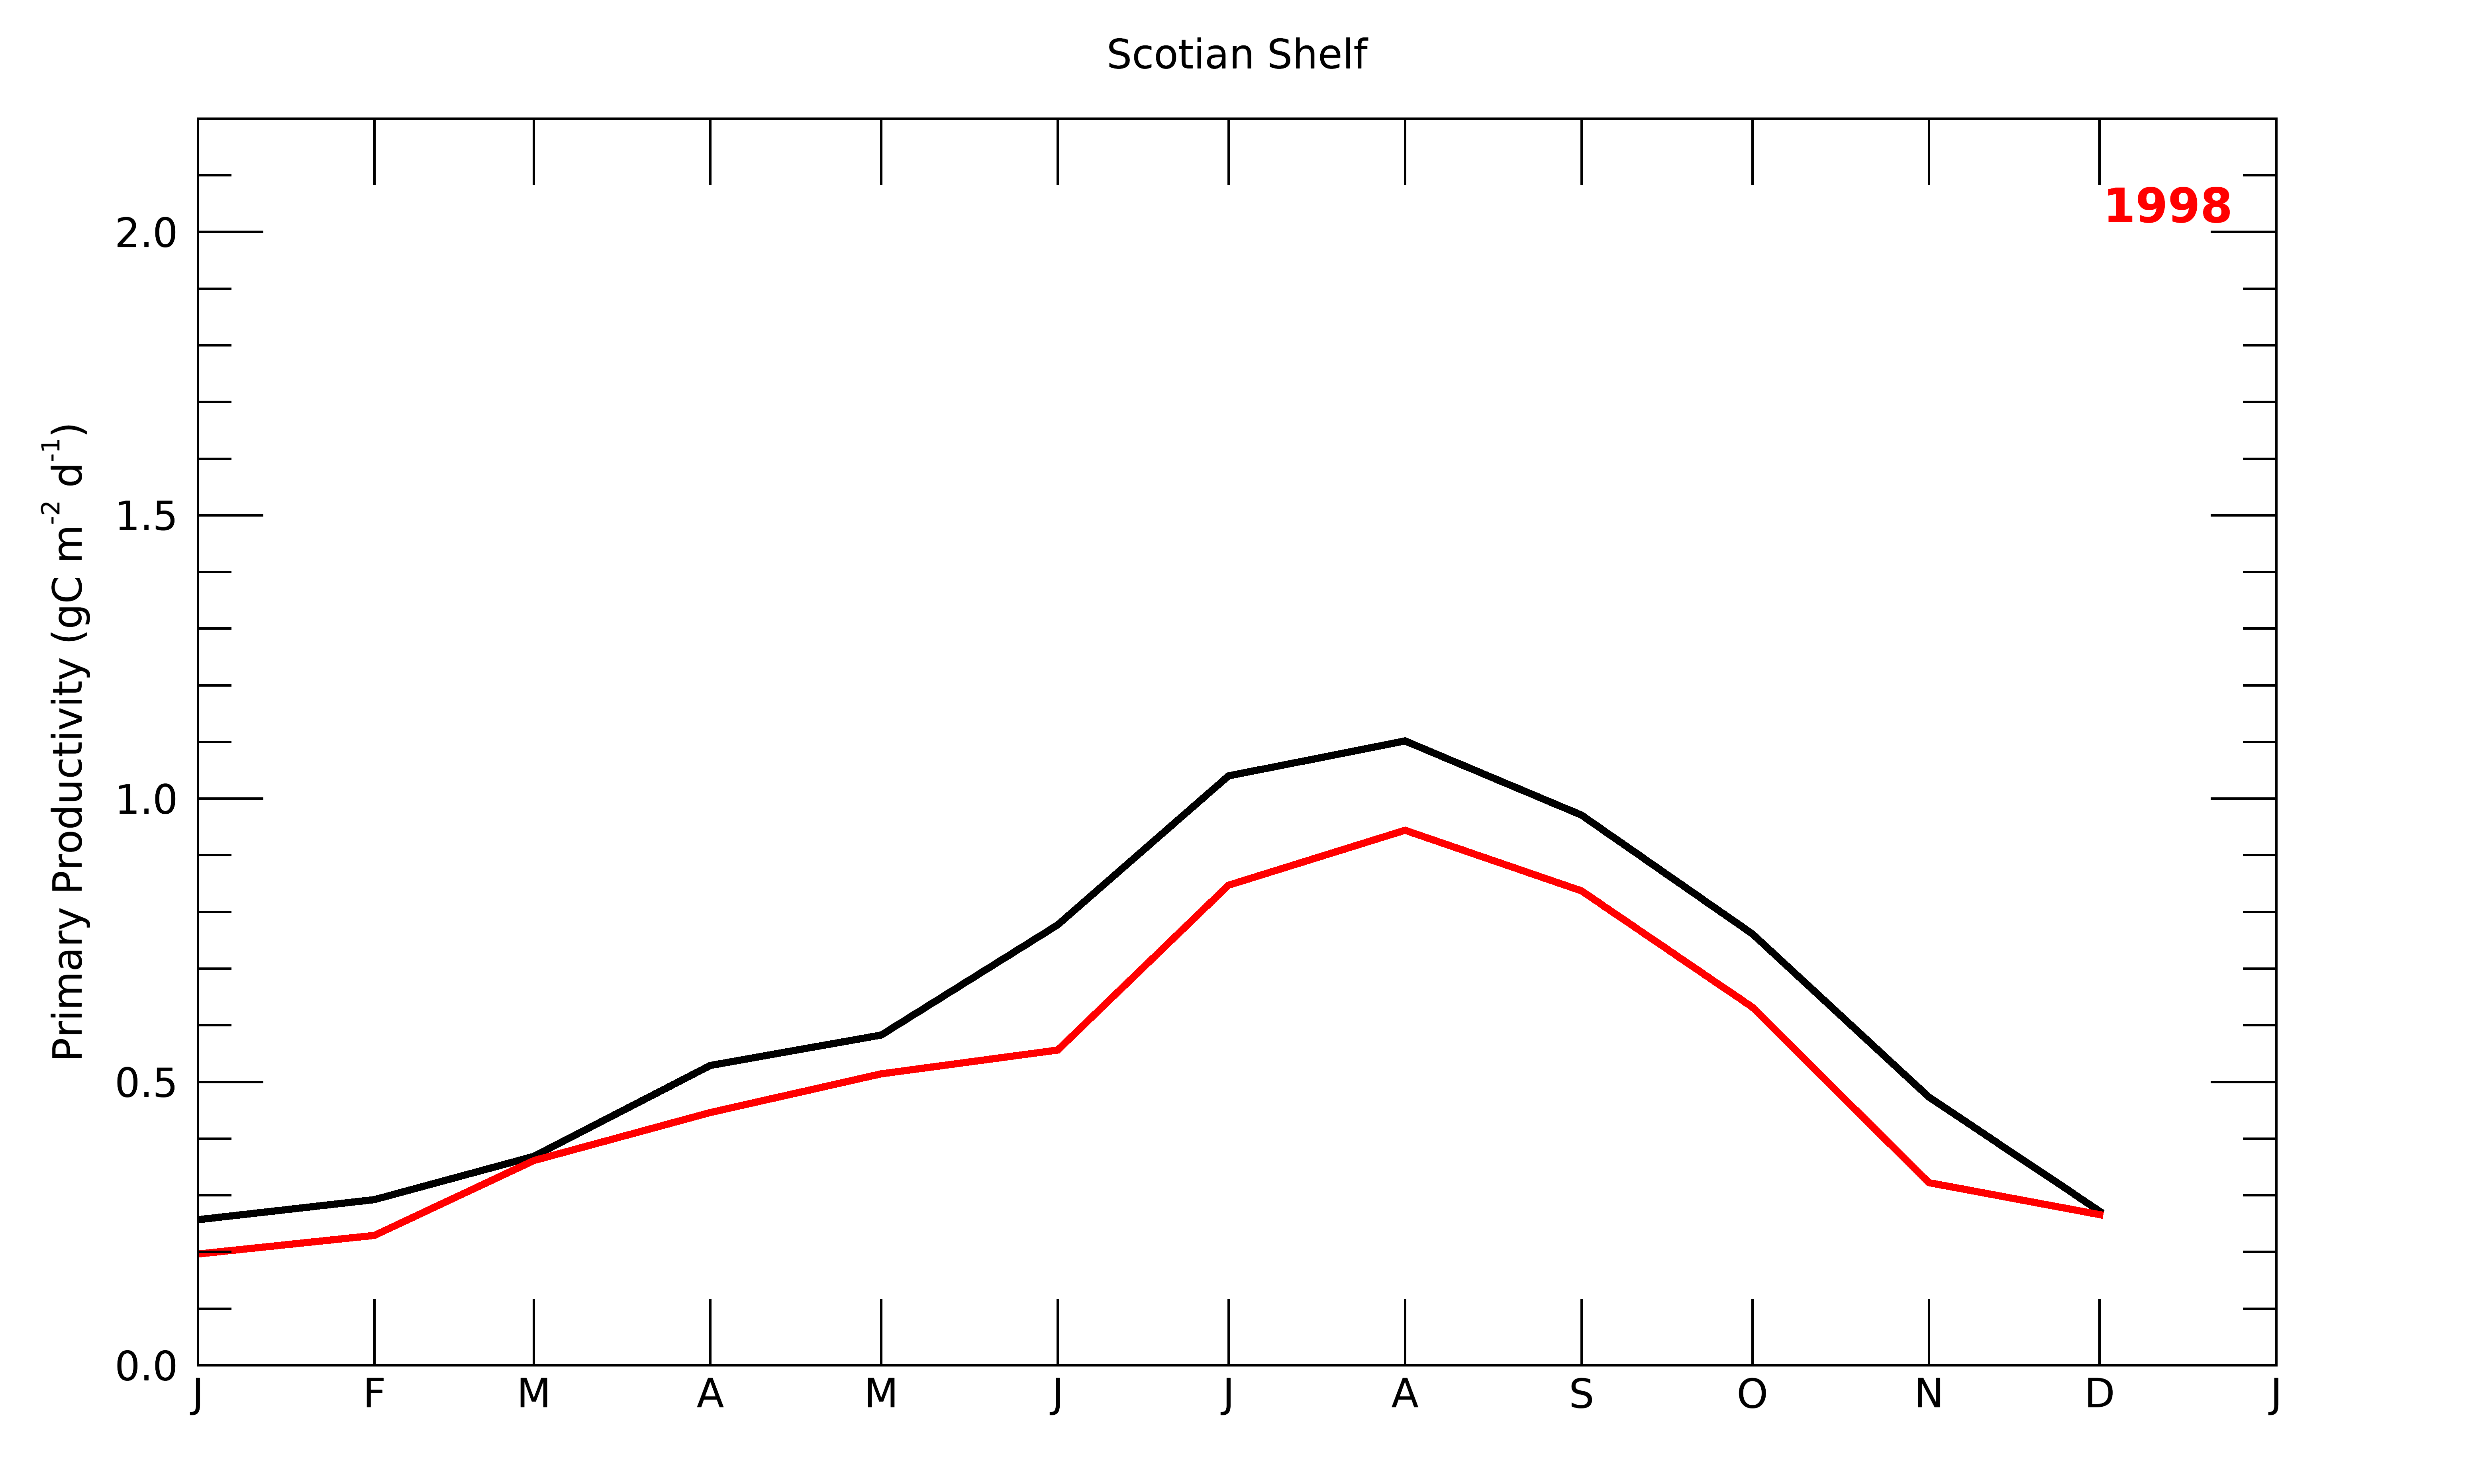 Scotian Shelf
1998
Primary Productivity (gC m⁻² d⁻¹)
2.0
1.5
1.0
0.5
0.0
J F M A M J J A S O N D J